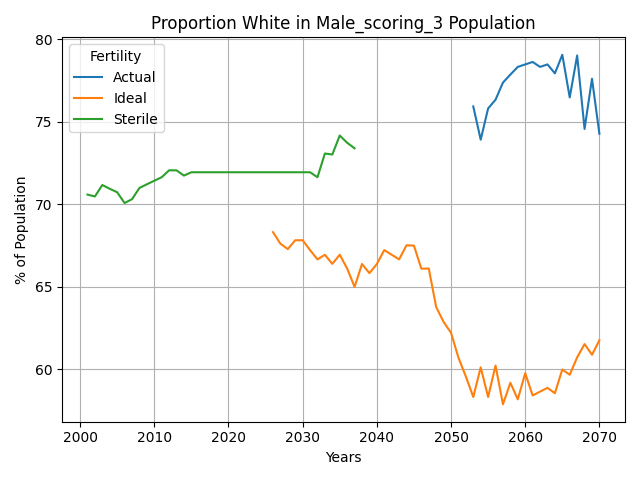 Proportion White in Male_scoring_3 Population
Fertility
Actual
Ideal
Sterile
% of Population
80
75
70
65
60
2000 2010 2020 2030 2040 2050 2060 2070
Years